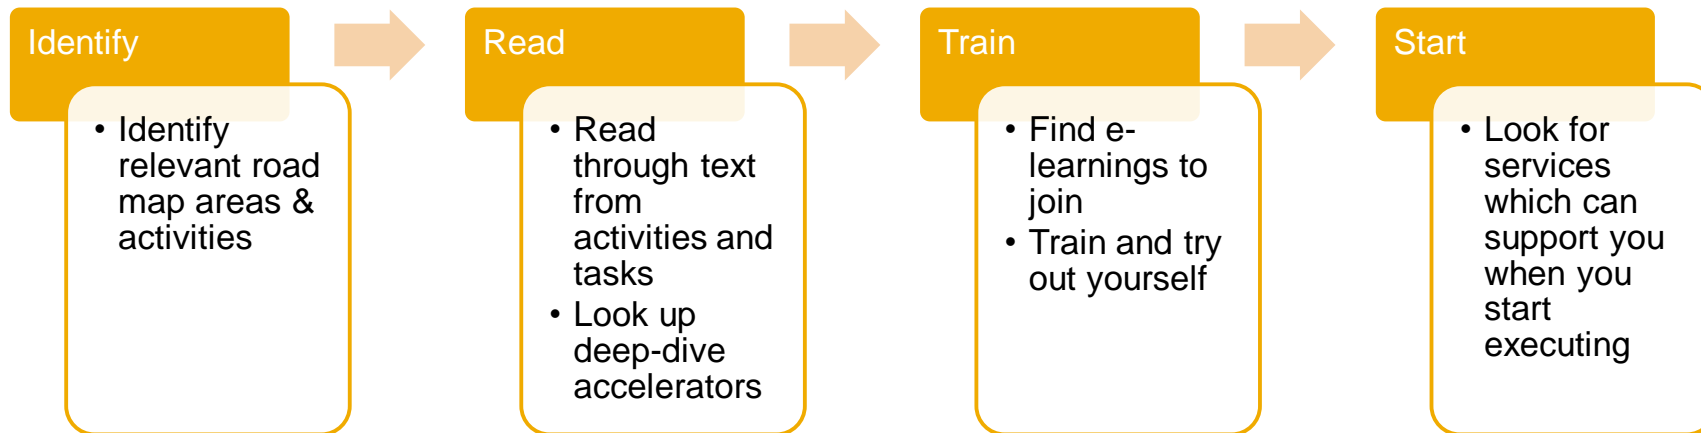 Identify
• Identify
relevant road
map areas &
activities
Read
• Read
through text
from
activities and
tasks
• Look up
deep-dive
accelerators
Train
• Find e-
learnings to
join
• Train and try
out yourself
Start
• Look for
services
which can
support you
when you
start
executing